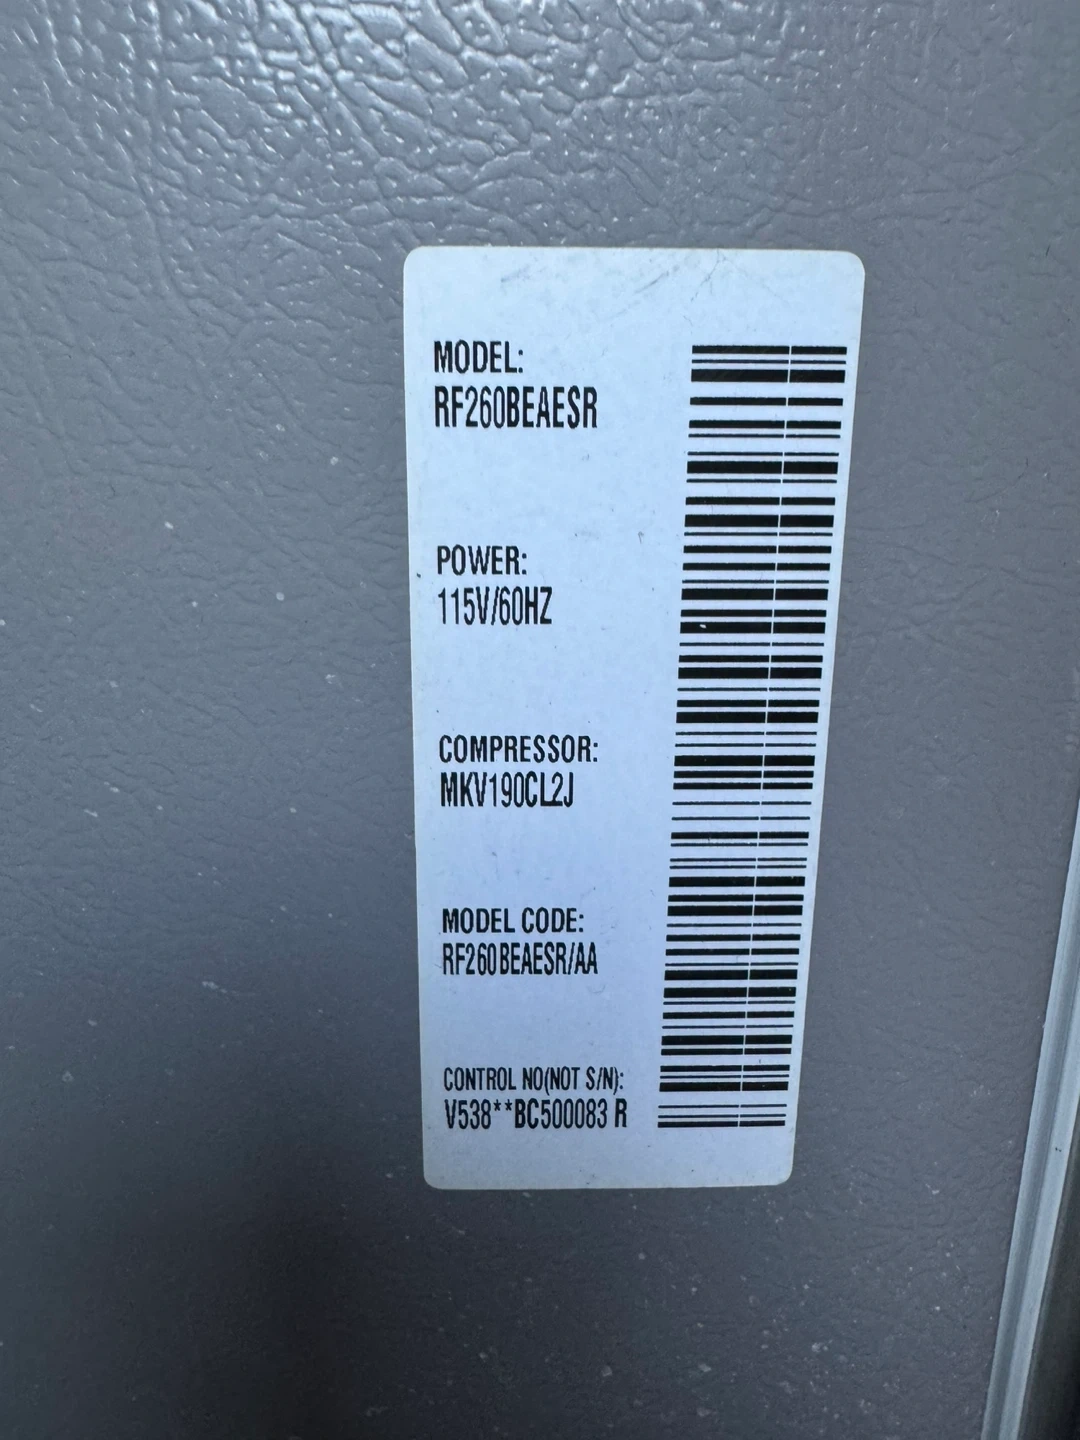 MODEL:
RF260BEAESR
POWER:
115V/60HZ
COMPRESSOR:
MKV190CL2J
MODEL CODE:
RF260BEAESR/AA
CONTROL NO(NOT S/N):
V538**BC500083 R